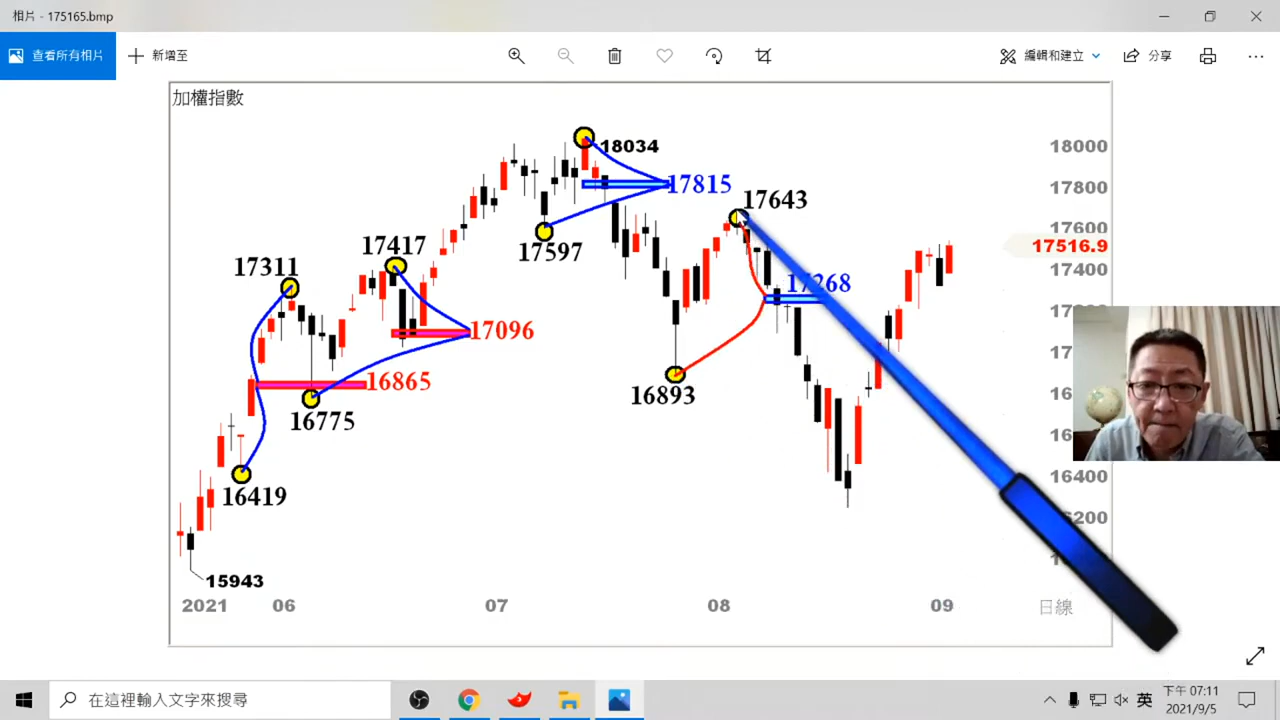 相片 - 175165.bmp
查看所有相片
新增至
編輯和建立
分享
加權指數
18000
17800
17600
17516.9
17400
16400
18034
17815
17643
17597
17417
17311
17268
17096
16865
16893
16775
16419
15943
2021 06 07 08 09 日線
在這裡輸入文字來搜尋
英
下午 07:11
2021/9/5